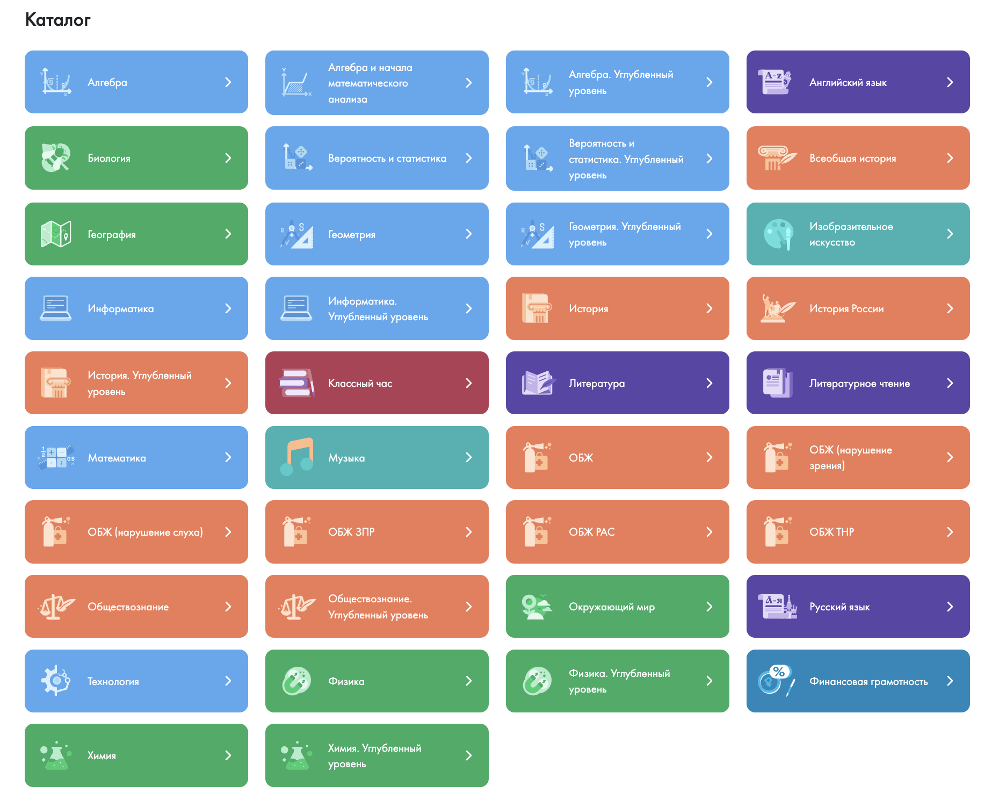 Каталог
Алгебра
Алгебра и начала
математического
анализа
Алгебра. Углубленный
уровень
A-z
Английский язык
Биология
Вероятность и статистика
Вероятность и
статистика. Углубленный
уровень
Всеобщая история
География
Геометрия
Геометрия. Углубленный
уровень
Изобразительное
искусство
Информатика
Информатика.
Углубленный уровень
История
История России
История. Углубленный
уровень
Классный час
Литература
Литературное чтение
Математика
Музыка
ОБЖ
ОБЖ (нарушение
зрения)
ОБЖ (нарушение слуха)
ОБЖ ЗПР
ОБЖ РАС
ОБЖ ТНР
Обществознание
Обществознание.
Углубленный уровень
Окружающий мир
А-я
Русский язык
Технология
Физика
Физика. Углубленный
уровень
%
Финансовая грамотность
Химия
Химия. Углубленный
уровень